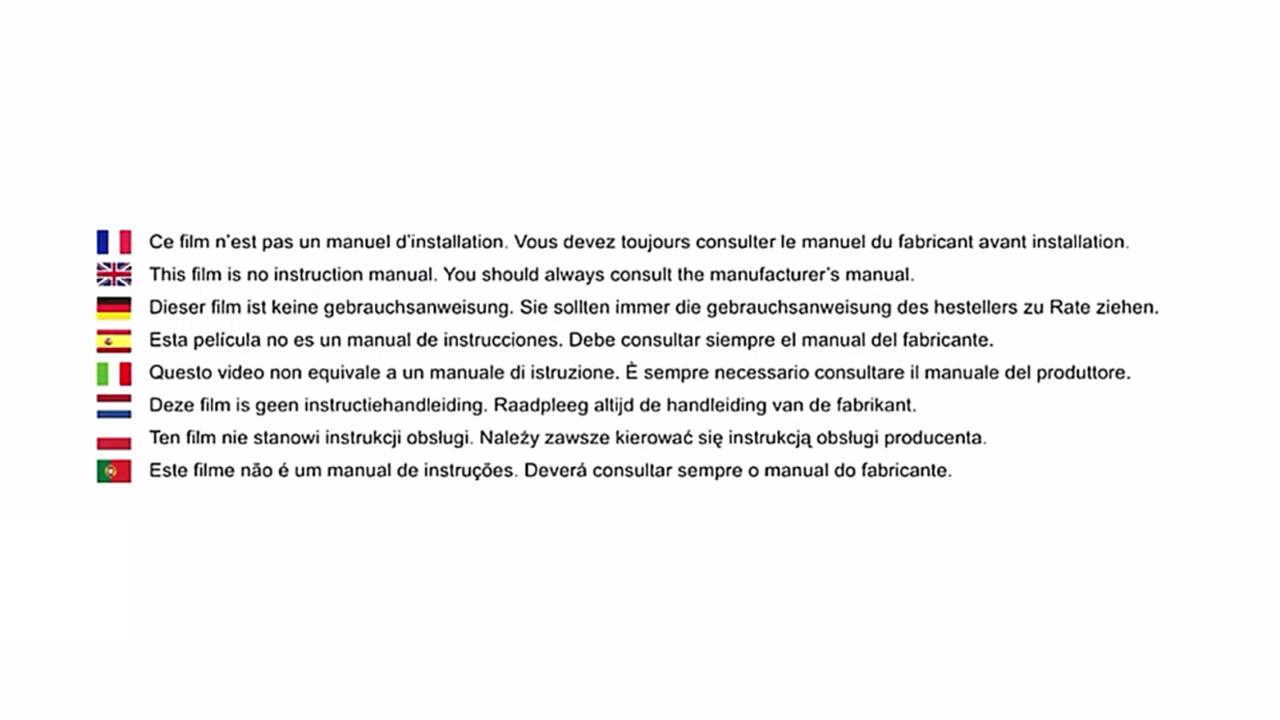 Ce film n'est pas un manuel d'installation. Vous devez toujours consulter le manuel du fabricant avant installation.
This film is no instruction manual. You should always consult the manufacturer's manual.
Dieser film ist keine gebrauchsanweisung. Sie sollten immer die gebrauchsanweisung des hestellers zu Rate ziehen.
Esta película no es un manual de instrucciones. Debe consultar siempre el manual del fabricante.
Questo video non equivale a un manuale di istruzione. È sempre necessario consultare il manuale del produttore.
Deze film is geen instructiehandleiding. Raadpleeg altijd de handleiding van de fabrikant.
Ten film nie stanowi instrukcji obsługi. Należy zawsze kierować się instrukcją obsługi producenta.
Este filme não é um manual de instruções. Deverá consultar sempre o manual do fabricante.